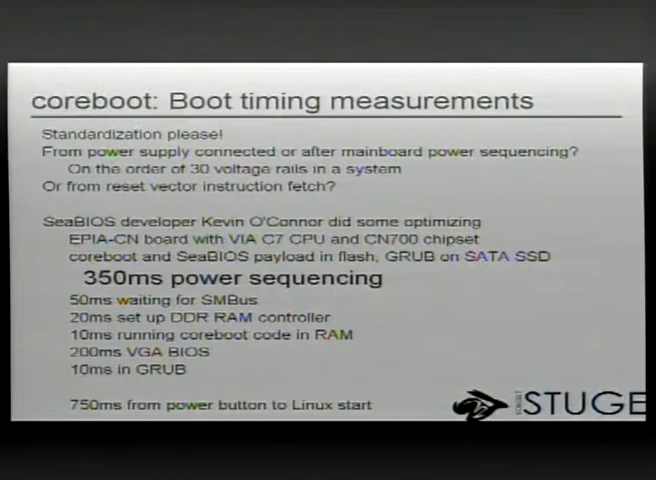 coreboot: Boot timing measurements
Standardization please!
From power supply connected or after mainboard power sequencing?
On the order of 30 voltage rails in a system
Or from reset vector instruction fetch?
SeaBIOS developer Kevin O'Connor did some optimizing
EPIA-CN board with VIA C7 CPU and CN700 chipset
coreboot and SeaBIOS payload in flash, GRUB on SATA SSD
350ms power sequencing
50ms waiting for SMBus
20ms set up DDR RAM controller
10ms running coreboot code in RAM
200ms VGA BIOS
10ms in GRUB
750ms from power button to Linux start
STUGE